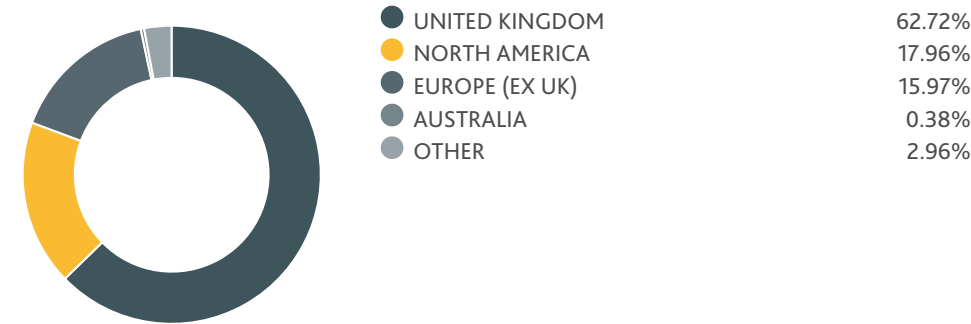 UNITED KINGDOM 62.72%
NORTH AMERICA 17.96%
EUROPE (EX UK) 15.97%
AUSTRALIA 0.38%
OTHER 2.96%